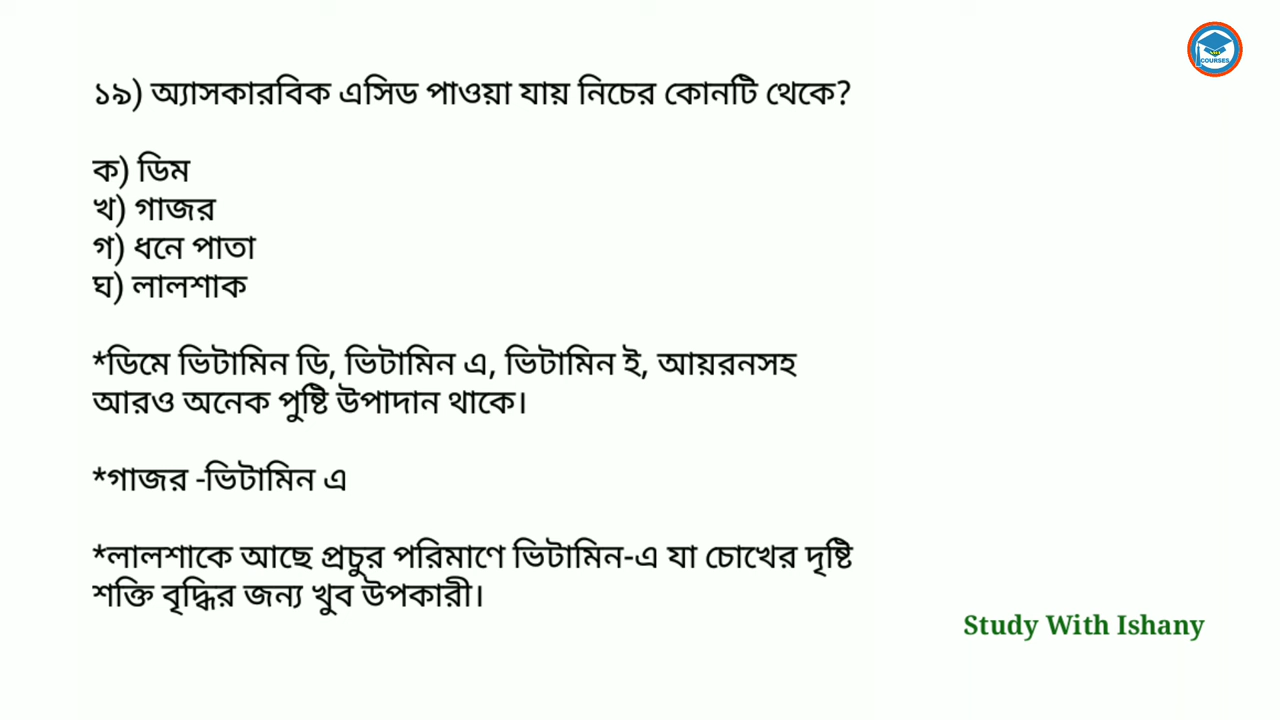 COURSES
১৯) অ্যাসকারবিক এসিড পাওয়া যায় নিচের কোনটি থেকে?
ক) ডিম
খ) গাজর
গ) ধনে পাতা
ঘ) লালশাক
*ডিমে ভিটামিন ডি, ভিটামিন এ, ভিটামিন ই, আয়রনসহ
আরও অনেক পুষ্টি উপাদান থাকে।
*গাজর -ভিটামিন এ
*লালশাকে আছে প্রচুর পরিমাণে ভিটামিন-এ যা চোখের দৃষ্টি
শক্তি বৃদ্ধির জন্য খুব উপকারী।
Study With Ishany